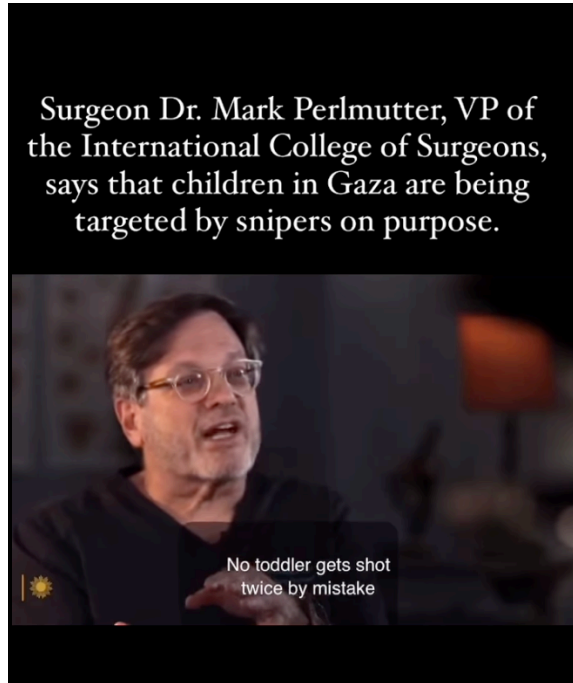 Surgeon Dr. Mark Perlmutter, VP of
the International College of Surgeons,
says that children in Gaza are being
targeted by snipers on purpose.
No toddler gets shot
twice by mistake